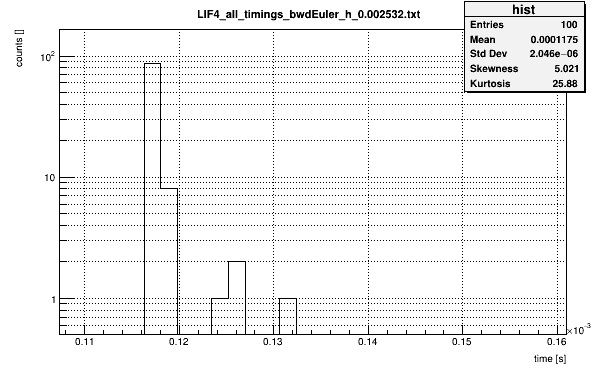 LIF4_all_timings_bwdEuler_h_0.002532.txt
hist
Entries 100
Mean 0.0001175
Std Dev 2.046e−06
Skewness 5.021
Kurtosis 25.88
counts []
10²
10
1
0.11 0.12 0.13 0.14 0.15 0.16
×10⁻³
time [s]